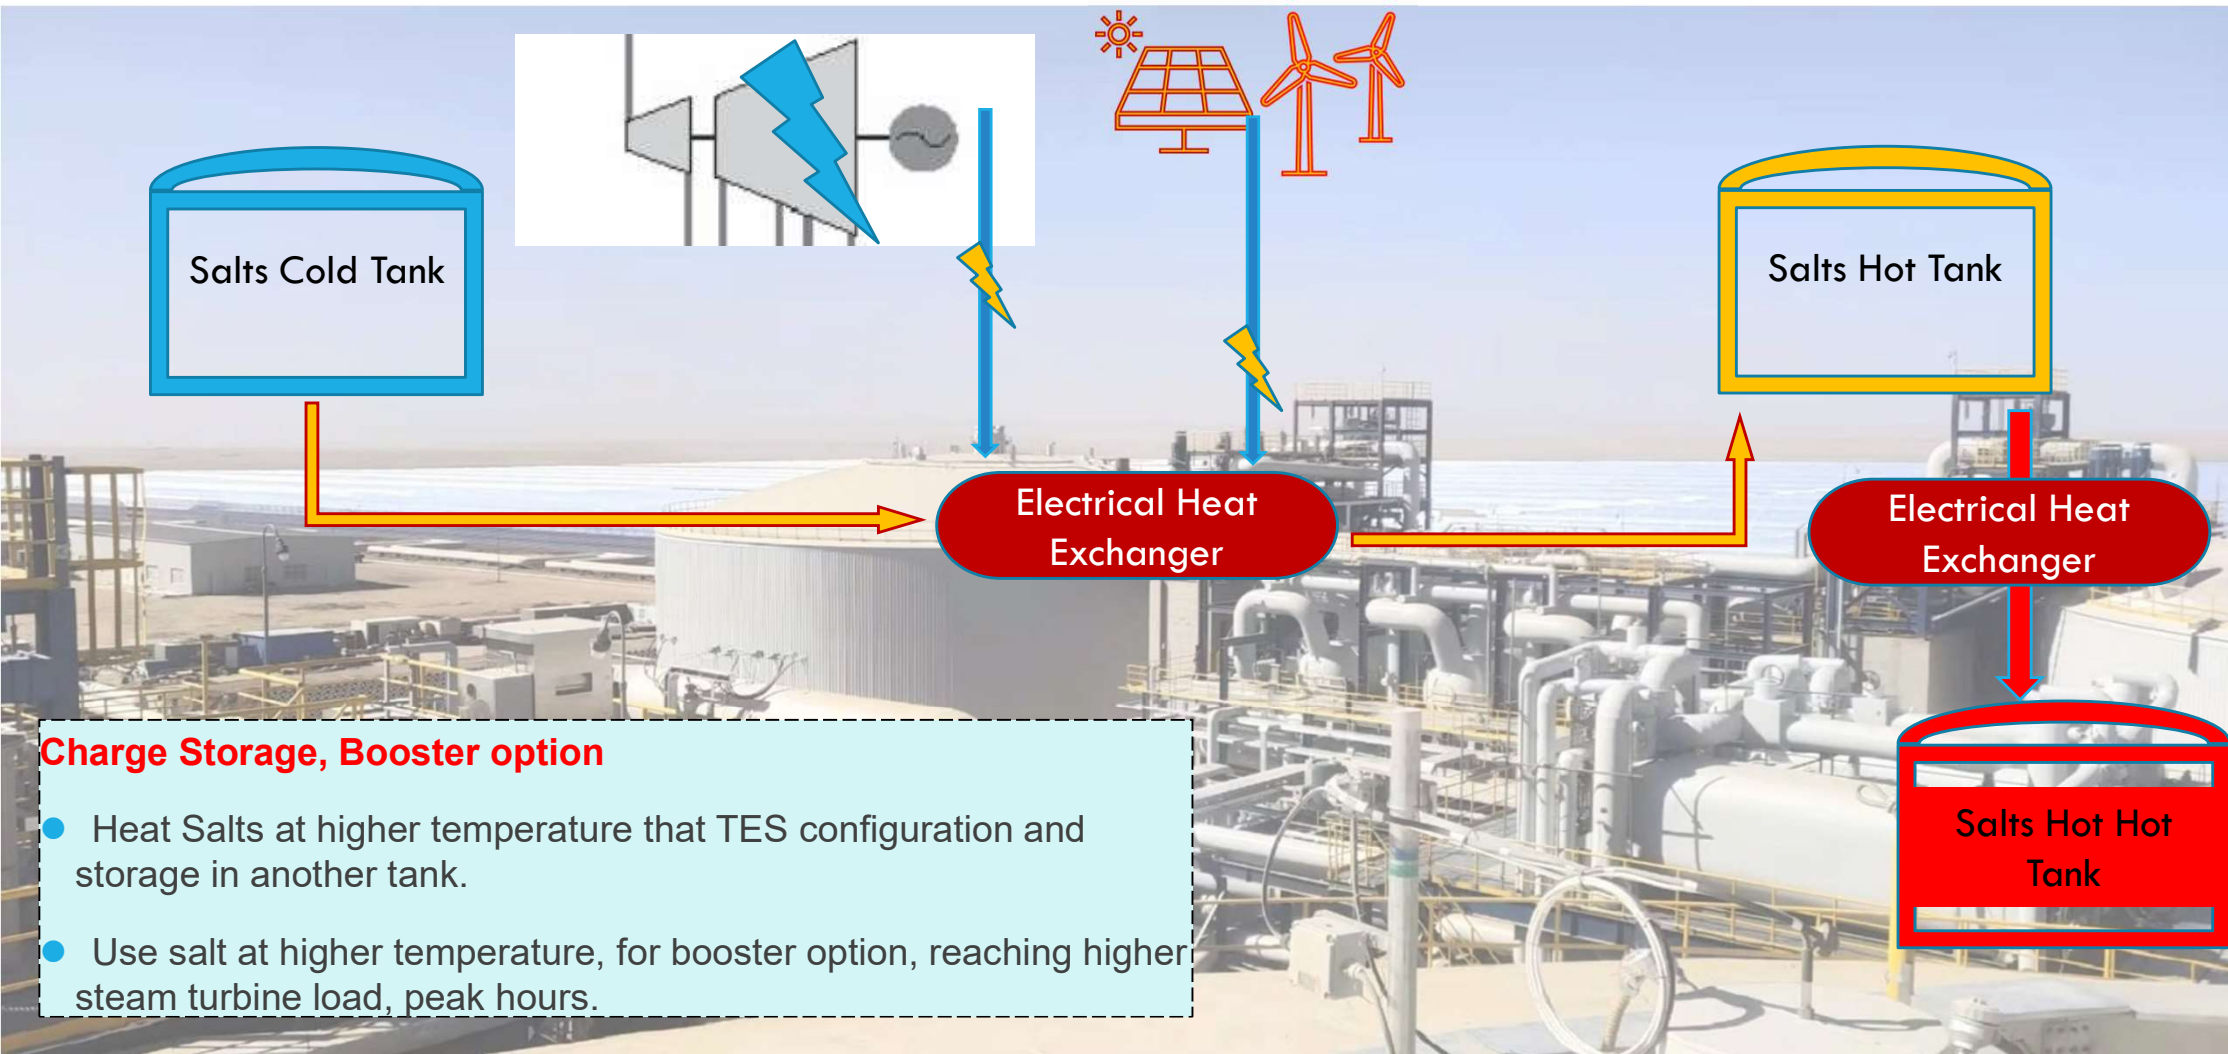 Salts Cold Tank
Salts Hot Tank
Electrical Heat
Exchanger
Electrical Heat
Exchanger
Salts Hot Hot
Tank
Charge Storage, Booster option
Heat Salts at higher temperature that TES configuration and
storage in another tank.
Use salt at higher temperature, for booster option, reaching higher
steam turbine load, peak hours.